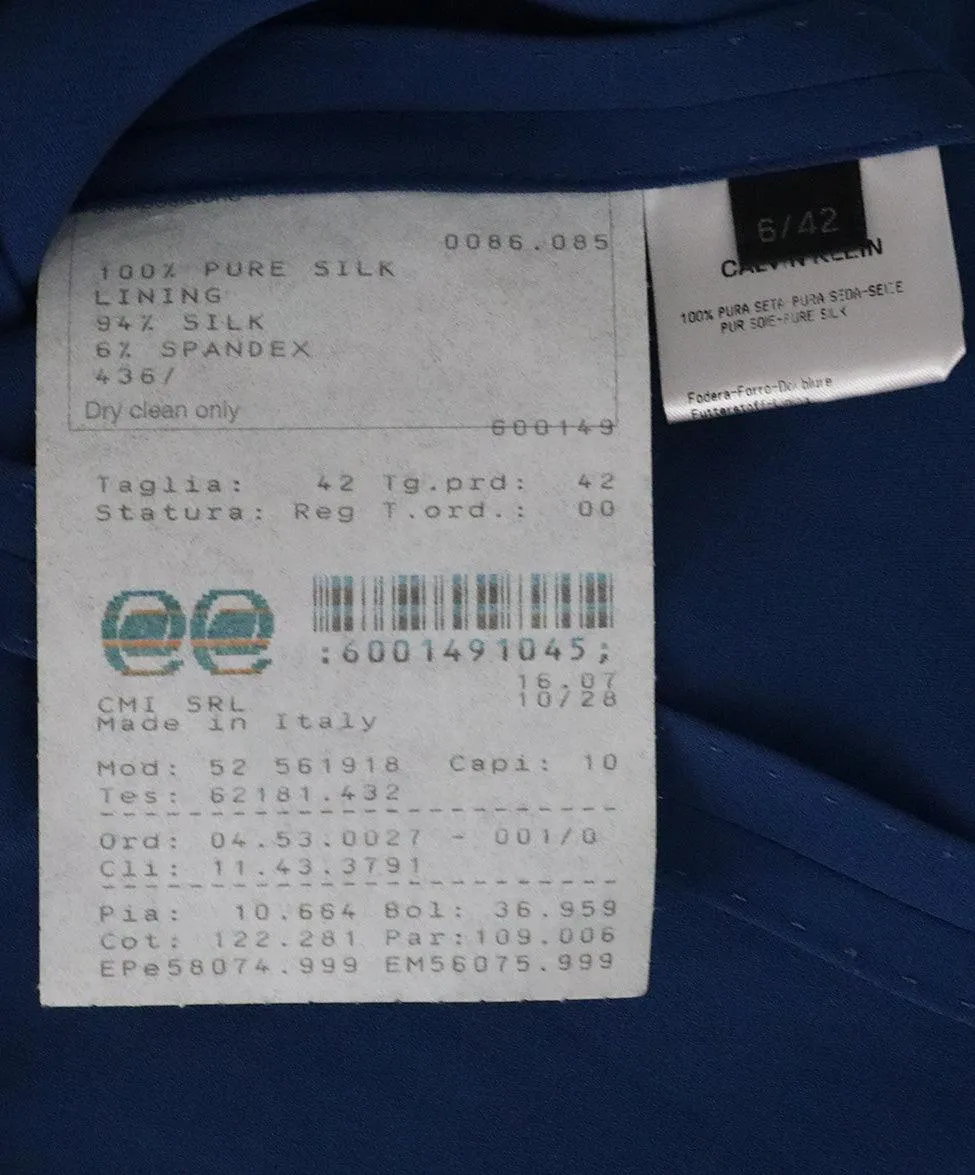 0086.085
100% PURE SILK
LINING
94% SILK
6% SPANDEX
436/
Dry clean only
600149
Taglia: 42 Tg.prd: 42
Statura: Reg T.ord.: 00
:6001491045;
16.07
10/28
CMI SRL
Made in Italy
Mod: 52 561918 Capi: 10
Tes: 62181.432
Ord: 04.53.0027 - 001/0
Cli: 11.43.3791
Pia: 10.664 Bol: 36.959
Cot: 122.281 Par:109.006
EPe58074.999 EM56075.999
6/42
CALVIN KLEIN
100% PURA SETA-PURA SEDA-SEIDE
PUR SOIE-PURE SILK
Fodera-Forro-Doublure